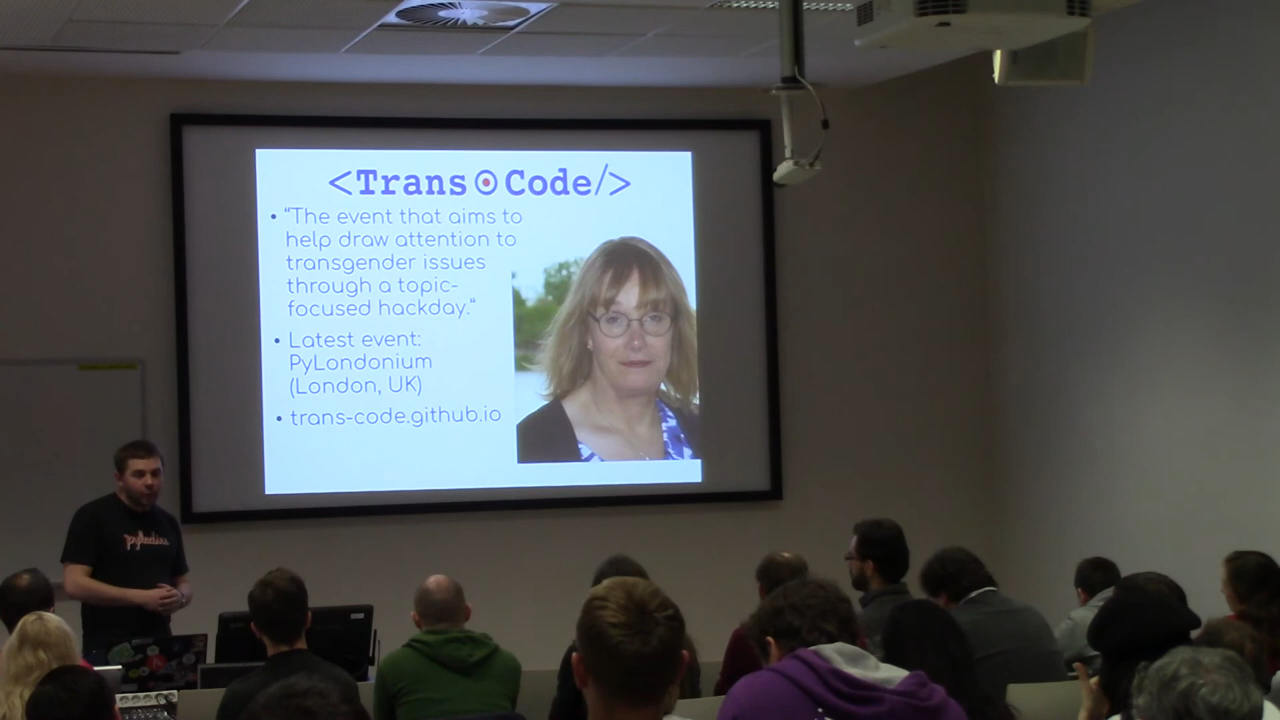 <Trans Code/>
• “The event that aims to
help draw attention to
transgender issues
through a topic-
focused hackday.”
• Latest event:
PyLondonium
(London, UK)
• trans-code.github.io